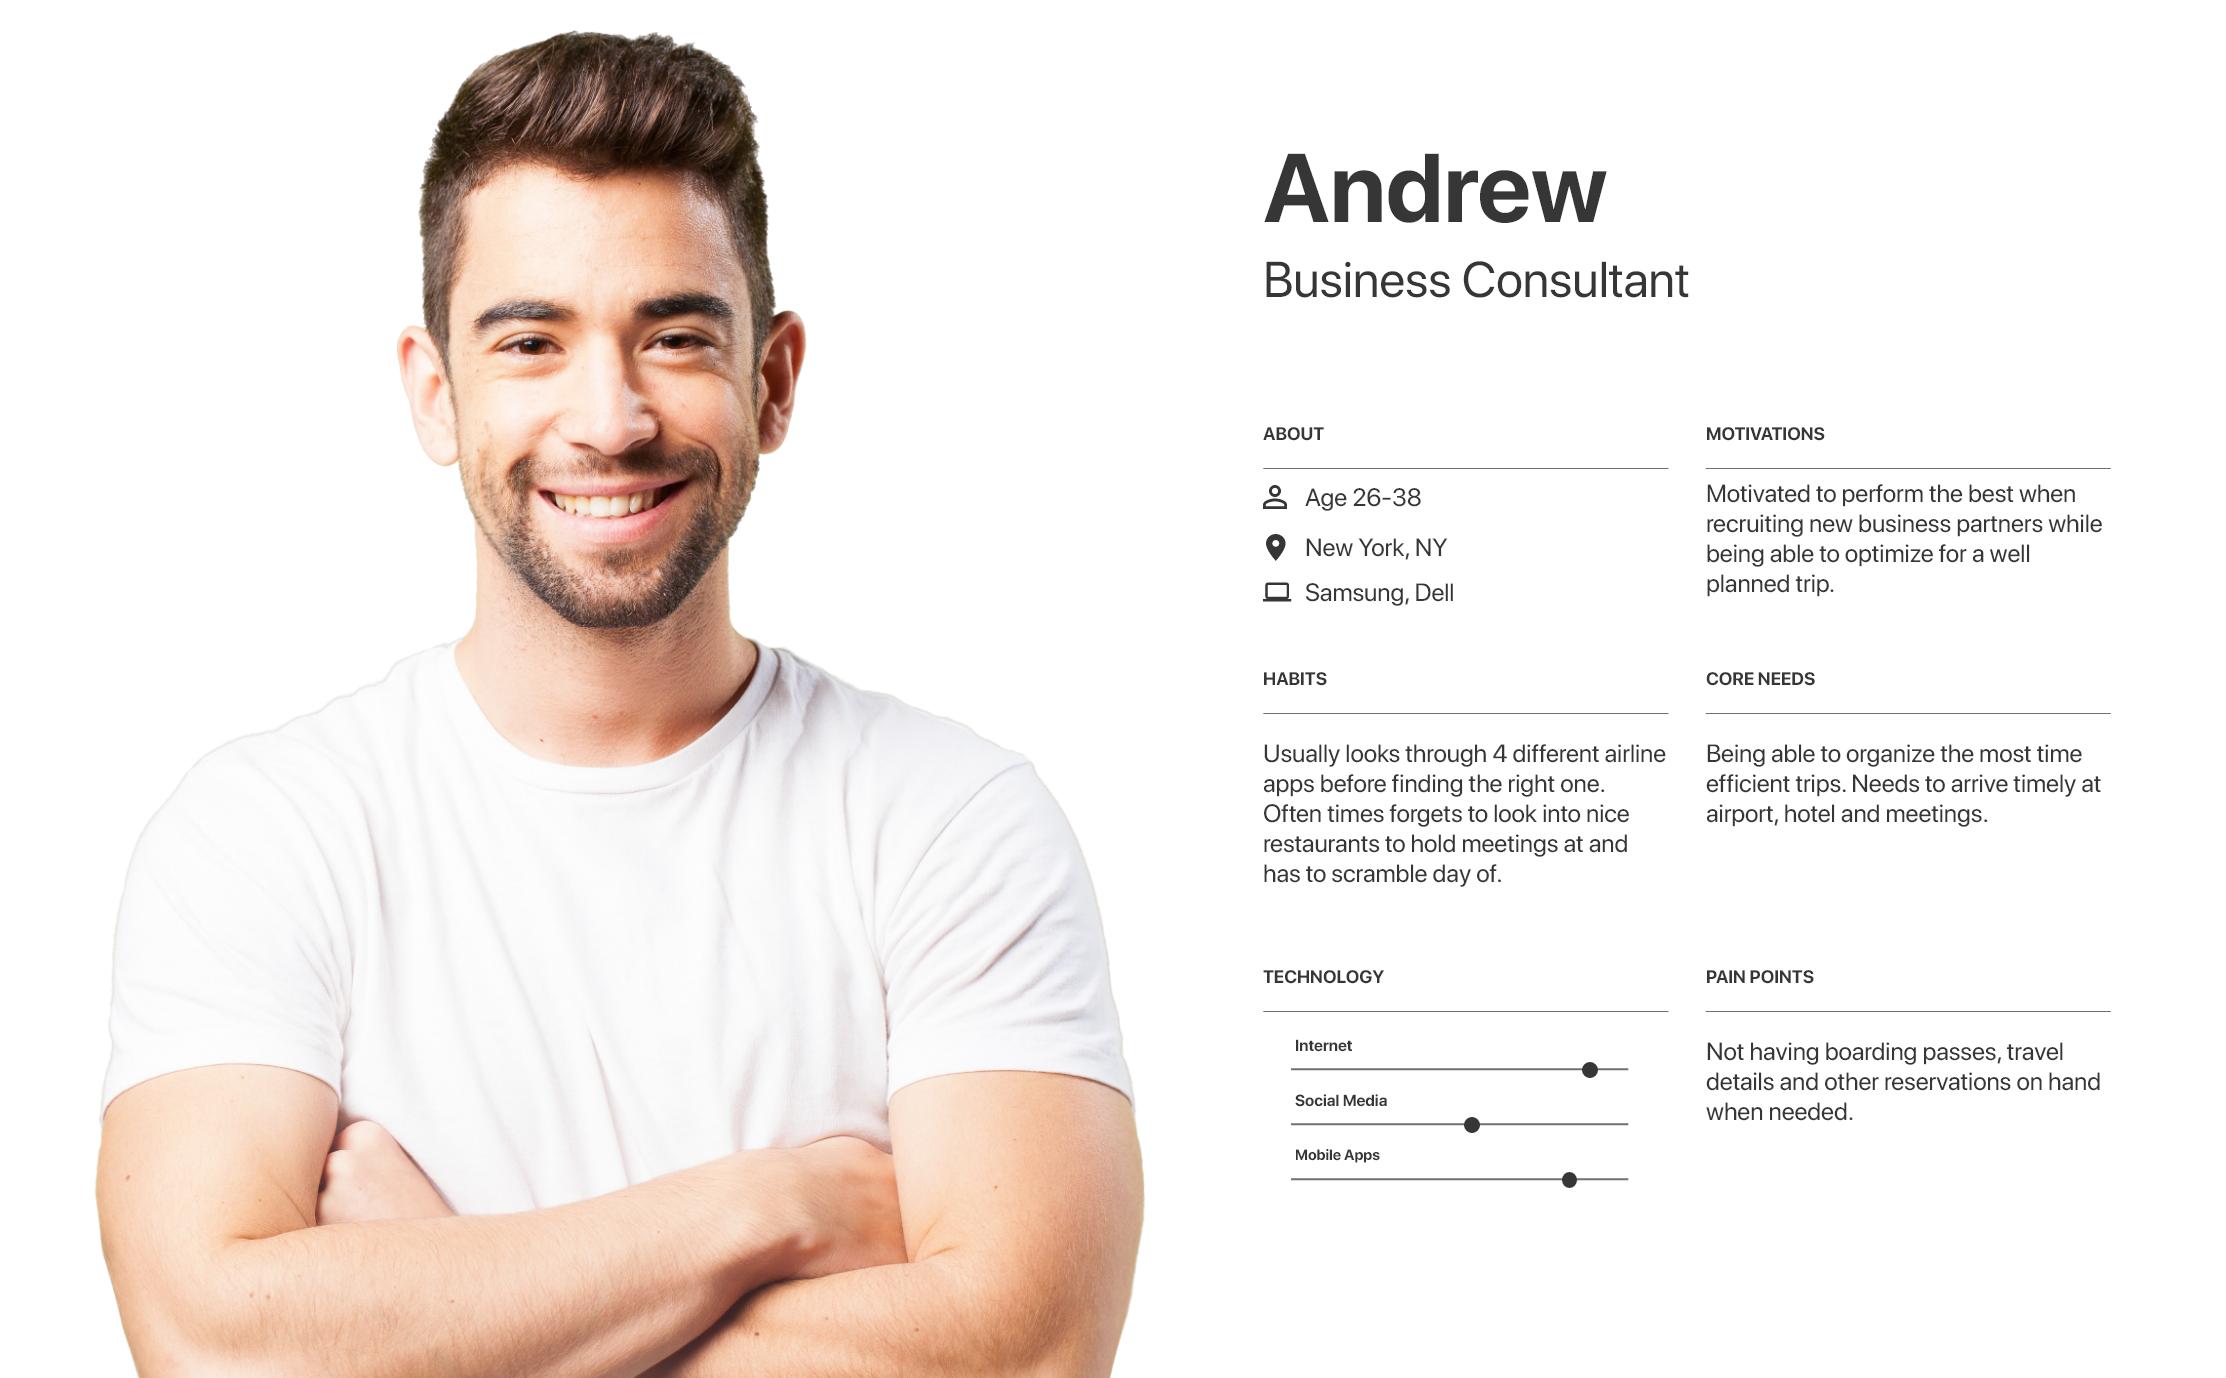 Andrew
Business Consultant
ABOUT
Age 26-38
New York, NY
Samsung, Dell
MOTIVATIONS
Motivated to perform the best when
recruiting new business partners while
being able to optimize for a well
planned trip.
HABITS
Usually looks through 4 different airline
apps before finding the right one.
Often times forgets to look into nice
restaurants to hold meetings at and
has to scramble day of.
CORE NEEDS
Being able to organize the most time
efficient trips. Needs to arrive timely at
airport, hotel and meetings.
TECHNOLOGY
Internet
Social Media
Mobile Apps
PAIN POINTS
Not having boarding passes, travel
details and other reservations on hand
when needed.